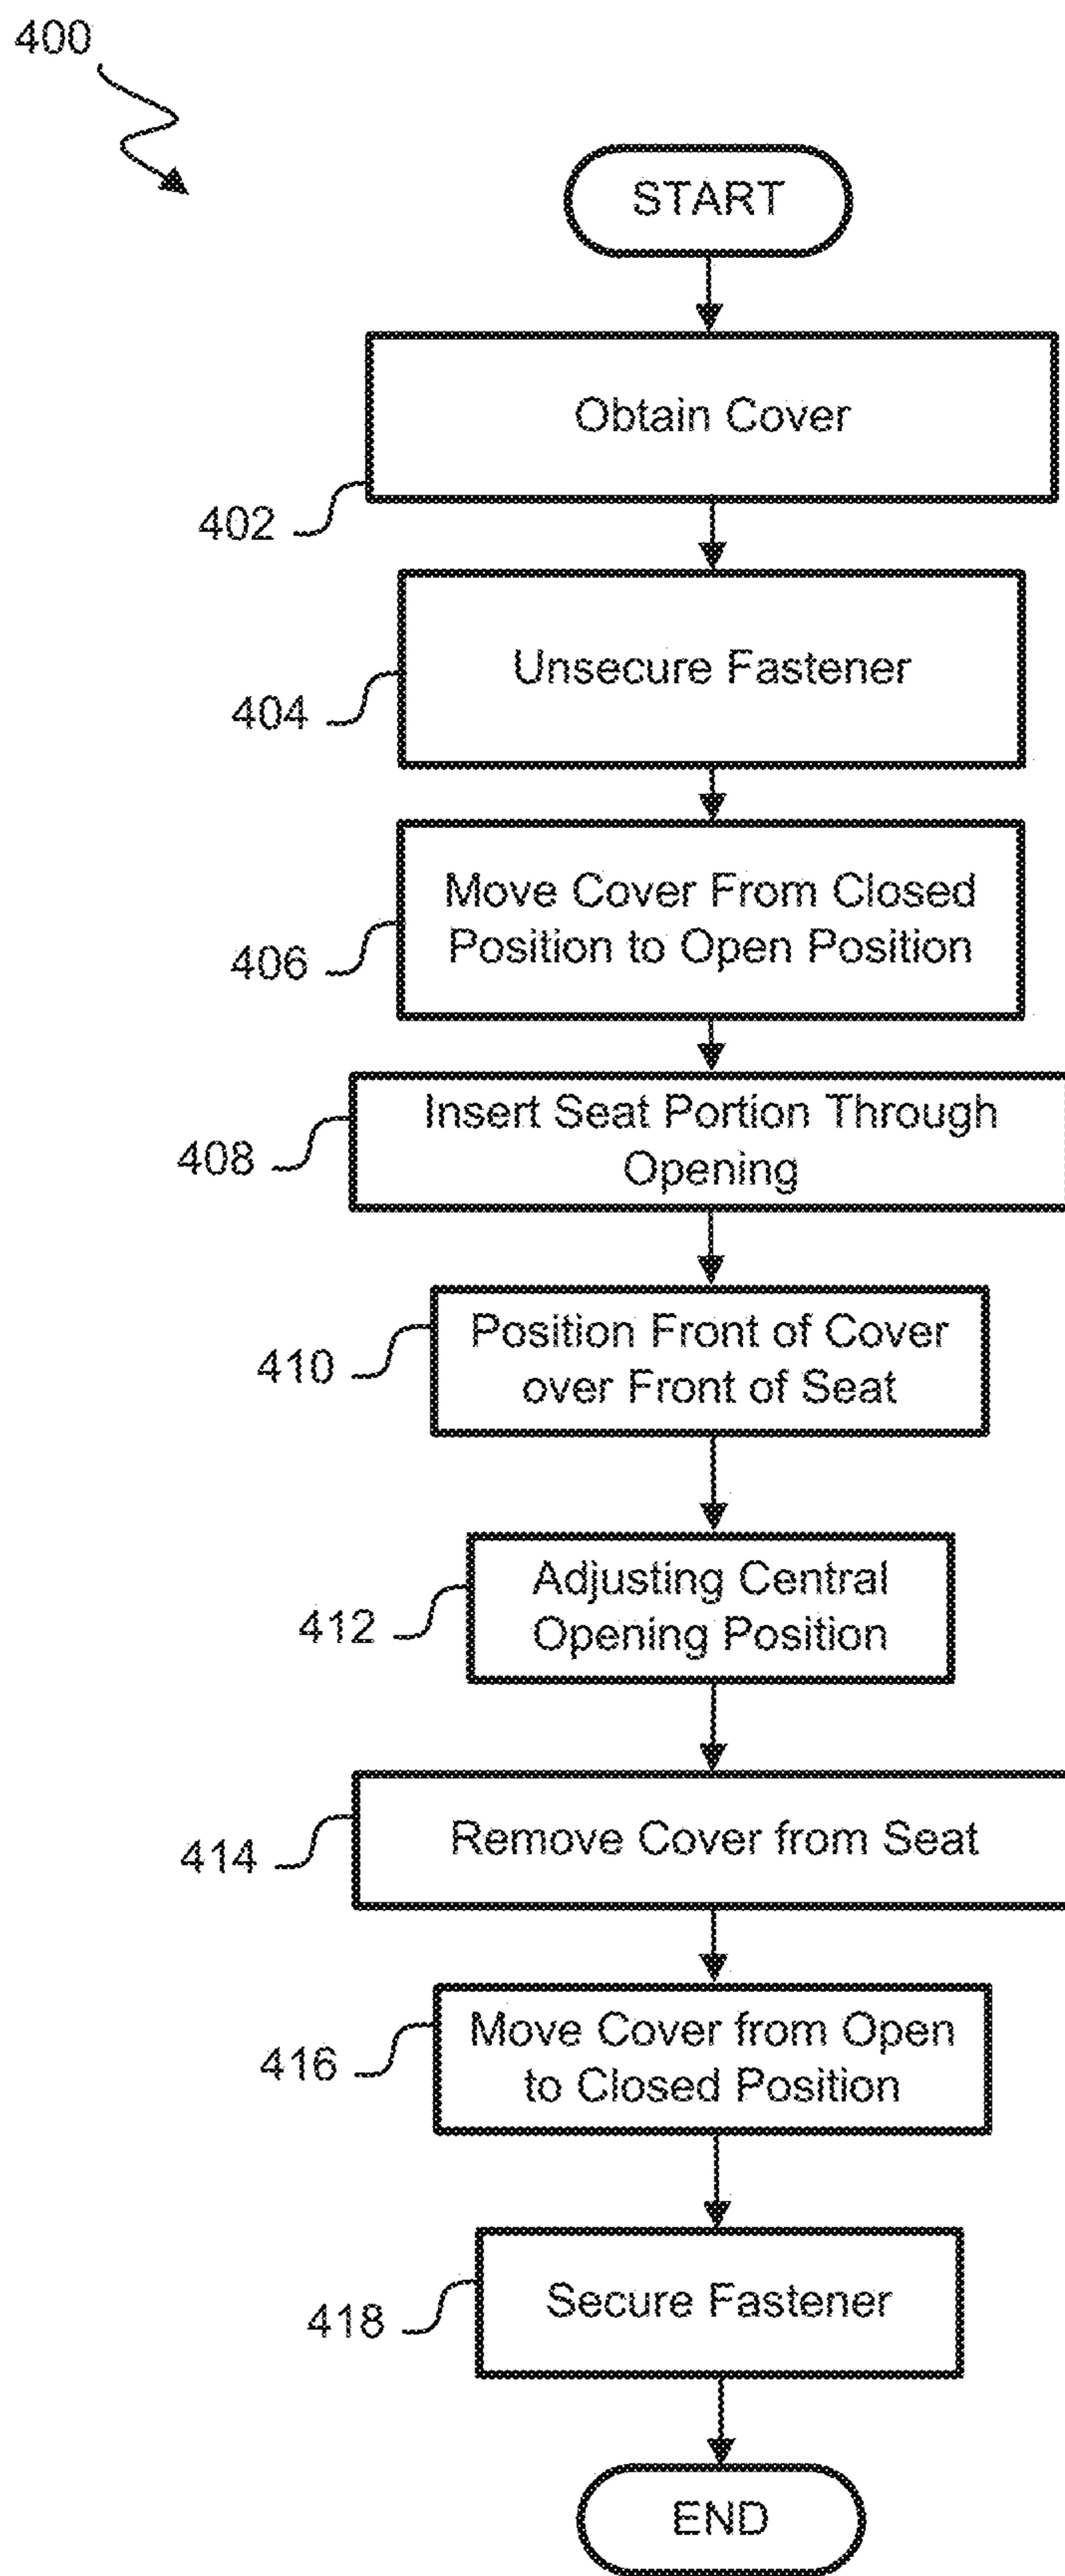 400
START
Obtain Cover
402
Unsecure Fastener
404
Move Cover From Closed
Position to Open Position
406
Insert Seat Portion Through
Opening
408
Position Front of Cover
over Front of Seat
410
Adjusting Central
Opening Position
412
Remove Cover from Seat
414
Move Cover from Open
to Closed Position
416
Secure Fastener
418
END